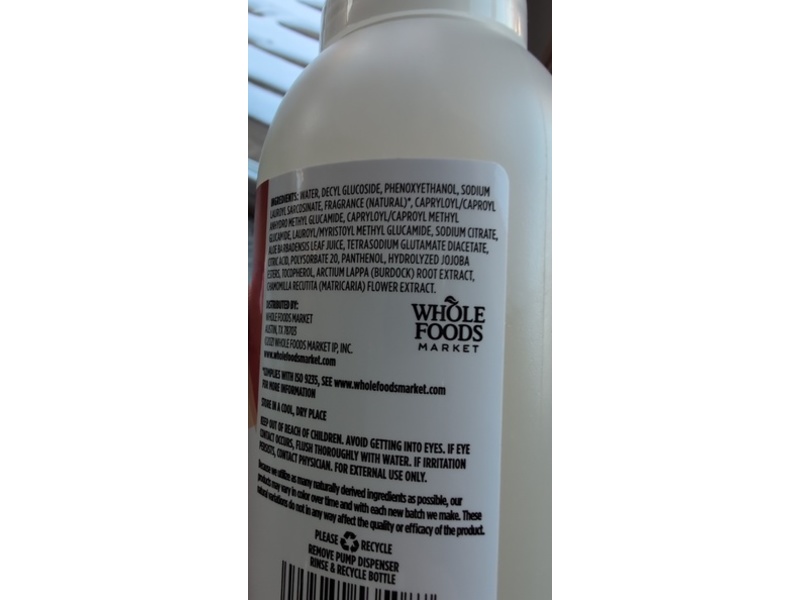 INGREDIENTS: WATER, DECYL GLUCOSIDE, PHENOXYETHANOL, SODIUM
LAUROYL SARCOSINATE, FRAGRANCE (NATURAL)*, CAPRYLOYL/CAPROYL
ANHYDRO METHYL GLUCAMIDE, CAPRYLOYL/CAPROYL METHYL
GLUCAMIDE, LAUROYL/MYRISTOYL METHYL GLUCAMIDE, SODIUM CITRATE,
ALOE BARBADENSIS LEAF JUICE, TETRASODIUM GLUTAMATE DIACETATE,
CITRIC ACID, POLYSORBATE 20, PANTHENOL, HYDROLYZED JOJOBA
ESTERS, TOCOPHEROL, ARCTIUM LAPPA (BURDOCK) ROOT EXTRACT,
CHAMOMILLA RECUTITA (MATRICARIA) FLOWER EXTRACT.
DISTRIBUTED BY:
WHOLE FOODS MARKET
AUSTIN, TX 78703
©2021 WHOLE FOODS MARKET IP, INC.
www.wholefoodsmarket.com
WHOLE
FOODS
MARKET
*COMPLIES WITH ISO 9235, SEE www.wholefoodsmarket.com
FOR MORE INFORMATION
STORE IN A COOL, DRY PLACE
KEEP OUT OF REACH OF CHILDREN. AVOID GETTING INTO EYES. IF EYE
CONTACT OCCURS, FLUSH THOROUGHLY WITH WATER. IF IRRITATION
PERSISTS, CONTACT PHYSICIAN. FOR EXTERNAL USE ONLY.
Because we utilize as many naturally derived ingredients as possible, our
products may vary in color over time and with each new batch we make. These
natural variations do not in any way affect the quality or efficacy of the product.
PLEASE RECYCLE
REMOVE PUMP DISPENSER
RINSE & RECYCLE BOTTLE